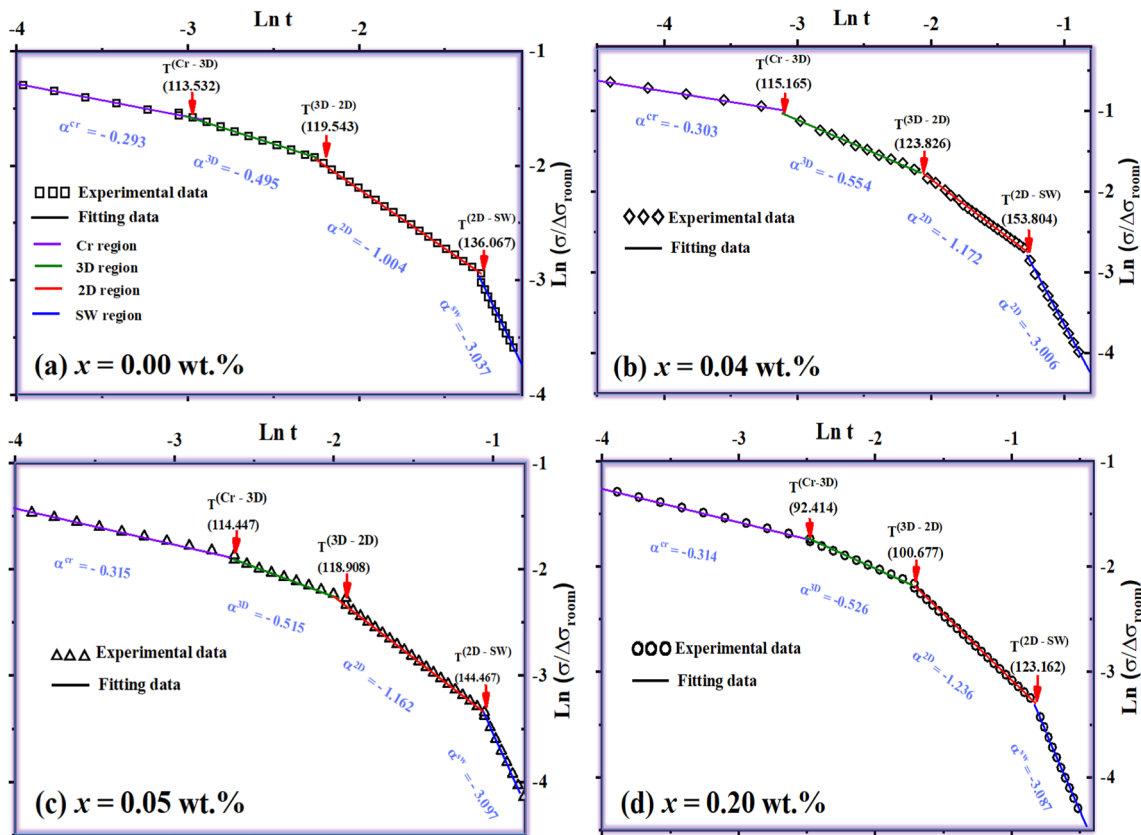 Ln t
-4
-3
-2
-1
T(Cr - 3D)
(113.532)
T(3D - 2D)
(119.543)
T(2D - SW)
(136.067)
αcr = - 0.293
α3D = - 0.495
α2D = - 1.004
αsw = - 3.037
Experimental data
Fitting data
Cr region
3D region
2D region
SW region
(a) x = 0.00 wt.%
-1
-2
-3
-4
Ln (σ/Δσroom)
Ln t
-4
-3
-2
-1
T(Cr - 3D)
(115.165)
T(3D - 2D)
(123.826)
T(2D - SW)
(153.804)
αcr = - 0.303
α3D = - 0.554
α2D = - 1.172
α2D = - 3.006
Experimental data
Fitting data
(b) x = 0.04 wt.%
-1
-2
-3
-4
Ln (σ/Δσroom)
Ln t
-4
-3
-2
-1
T(Cr - 3D)
(114.447)
T(3D - 2D)
(118.908)
T(2D - SW)
(144.467)
αcr = - 0.315
α3D = -0.515
α2D = -1.162
αsw = -3.097
Experimental data
Fitting data
(c) x = 0.05 wt.%
-1
-2
-3
-4
Ln (σ/Δσroom)
Ln t
-4
-3
-2
-1
T(Cr-3D)
(92.414)
T(3D - 2D)
(100.677)
T(2D - SW)
(123.162)
αcr = -0.314
α3D = -0.526
α2D = -1.236
αsw = -3.087
Experimental data
Fitting data
(d) x = 0.20 wt.%
-1
-2
-3
-4
Ln (σ/Δσroom)